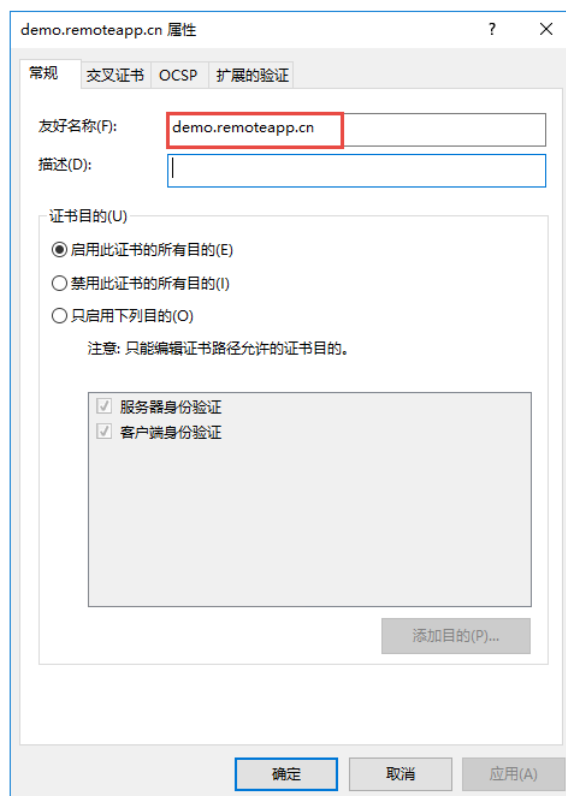 demo.remoteapp.cn 属性
?
常规 交叉证书 OCSP 扩展的验证
友好名称(F): demo.remoteapp.cn
描述(D):
证书目的(U)
启用此证书的所有目的(E)
禁用此证书的所有目的(I)
只启用下列目的(O)
注意: 只能编辑证书路径允许的证书目的。
服务器身份验证
客户端身份验证
添加目的(P)...
确定 取消 应用(A)